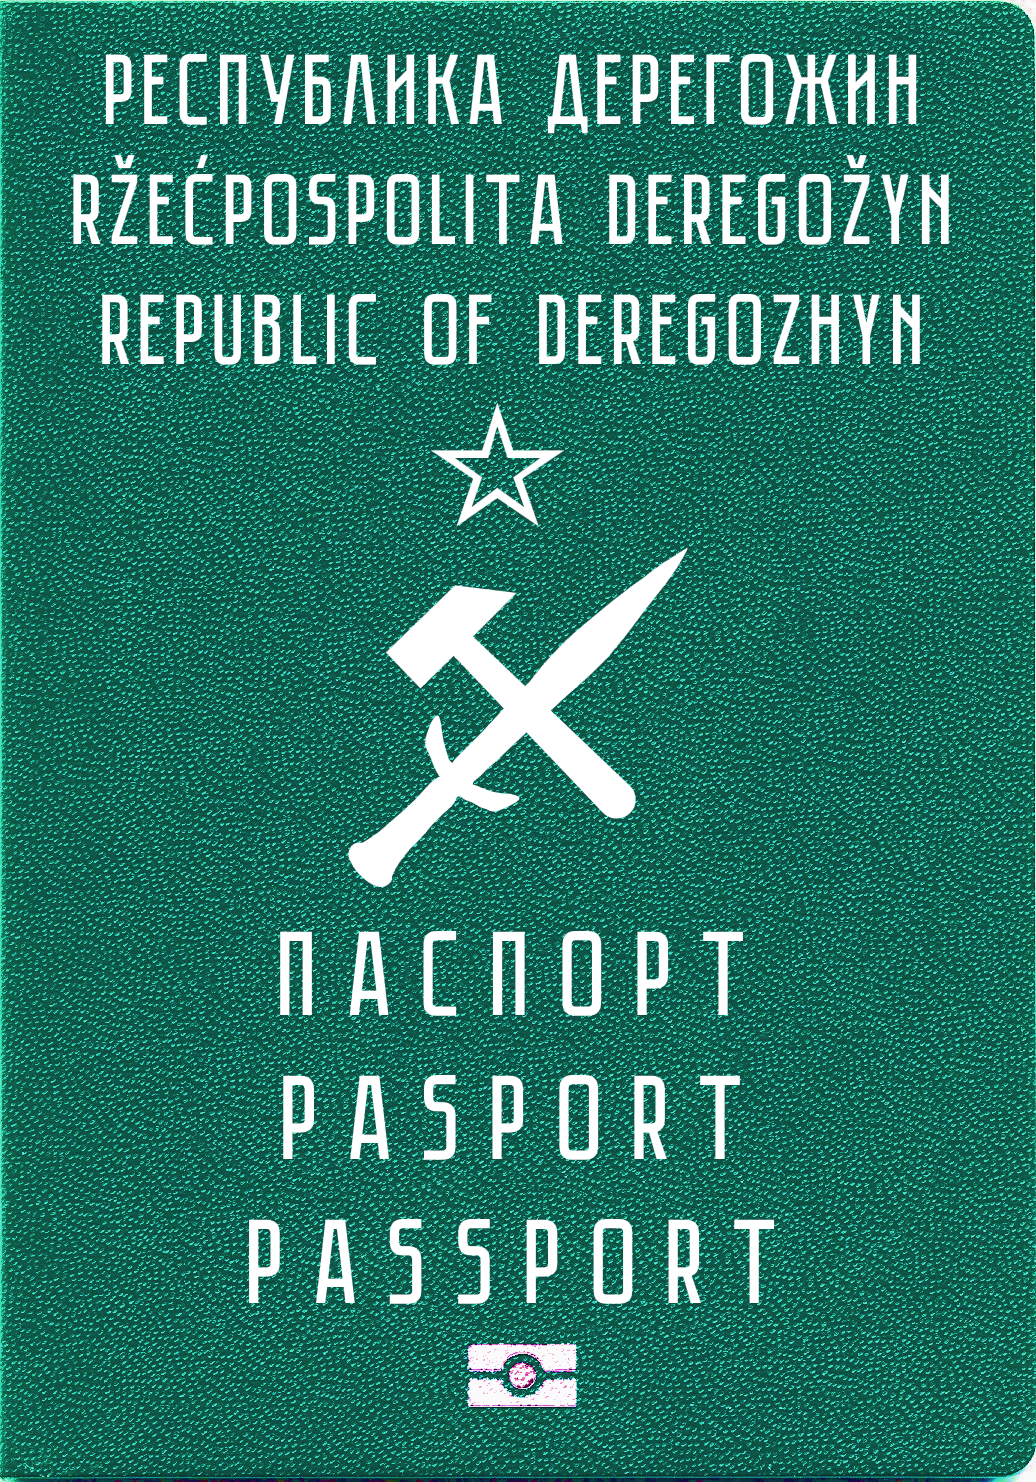 РЕСПУБЛИКА ДЕРЕГОЖИН
RŽEĆPOSPOLITA DEREGOŽYN
REPUBLIC OF DEREGOZHYN
ПАСПОРТ
PASPORT
PASSPORT